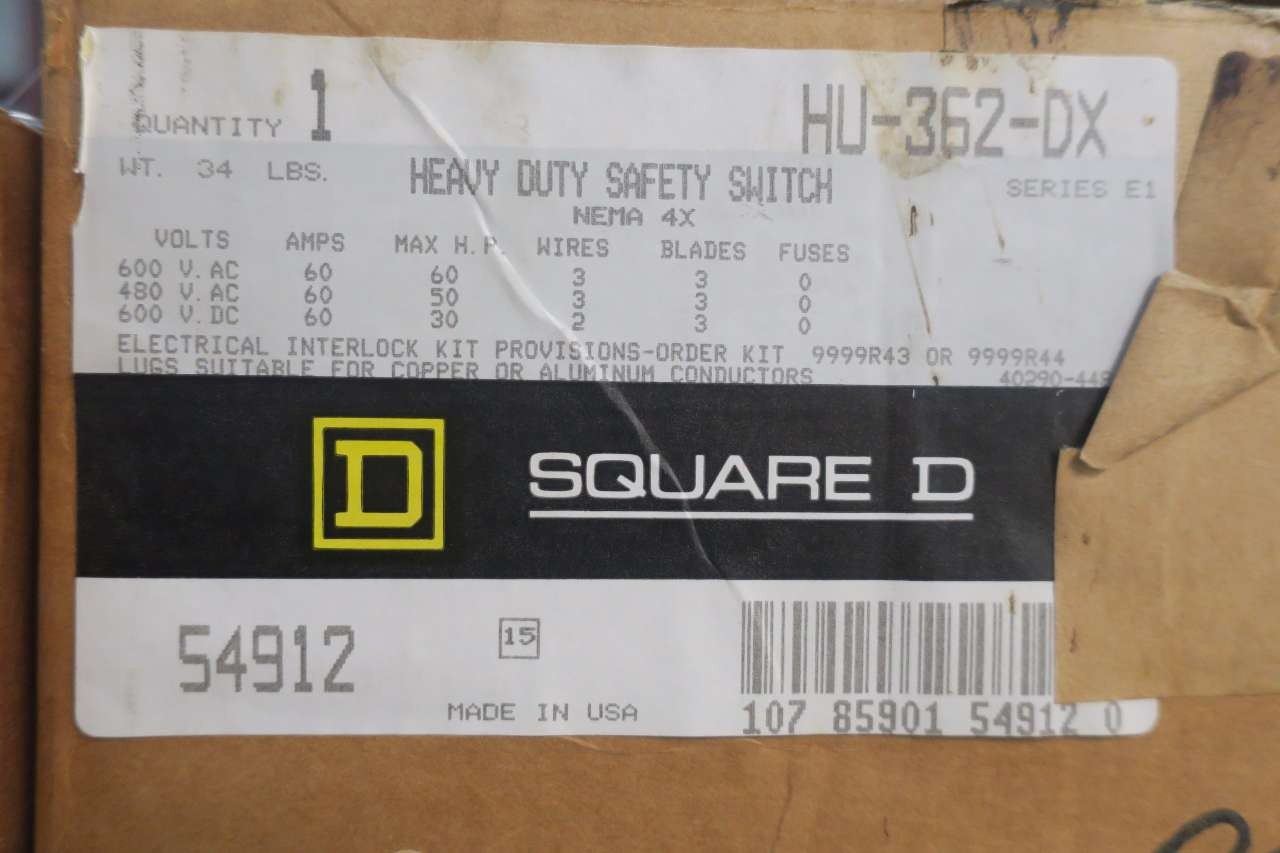 QUANTITY 1 HU-362-DX
WT. 34 LBS. HEAVY DUTY SAFETY SWITCH SERIES E1
NEMA 4X
VOLTS AMPS MAX H.P. WIRES BLADES FUSES
600 V.AC 60 60 3 3 0
480 V.AC 60 50 3 3 0
600 V.DC 60 30 2 3 0
ELECTRICAL INTERLOCK KIT PROVISIONS-ORDER KIT 9999R43 OR 9999R44
LUGS SUITABLE FOR COPPER OR ALUMINUM CONDUCTORS
D SQUARE D
54912 15
MADE IN USA
107 85901 54912 0